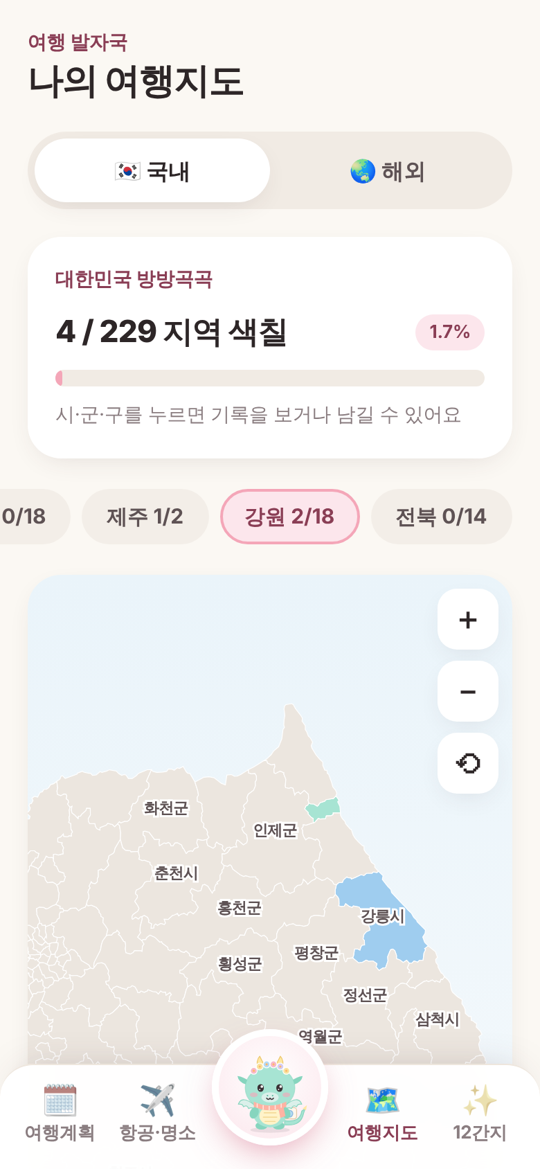 여행 발자국
나의 여행지도
국내
해외
대한민국 방방곡곡
4 / 229 지역 색칠
1.7%
시·군·구를 누르면 기록을 보거나 남길 수 있어요
0/18
제주 1/2
강원 2/18
전북 0/14
+
−
화천군
인제군
춘천시
홍천군
강릉시
평창군
횡성군
정선군
삼척시
영월군
여행계획
항공·명소
여행지도
12간지